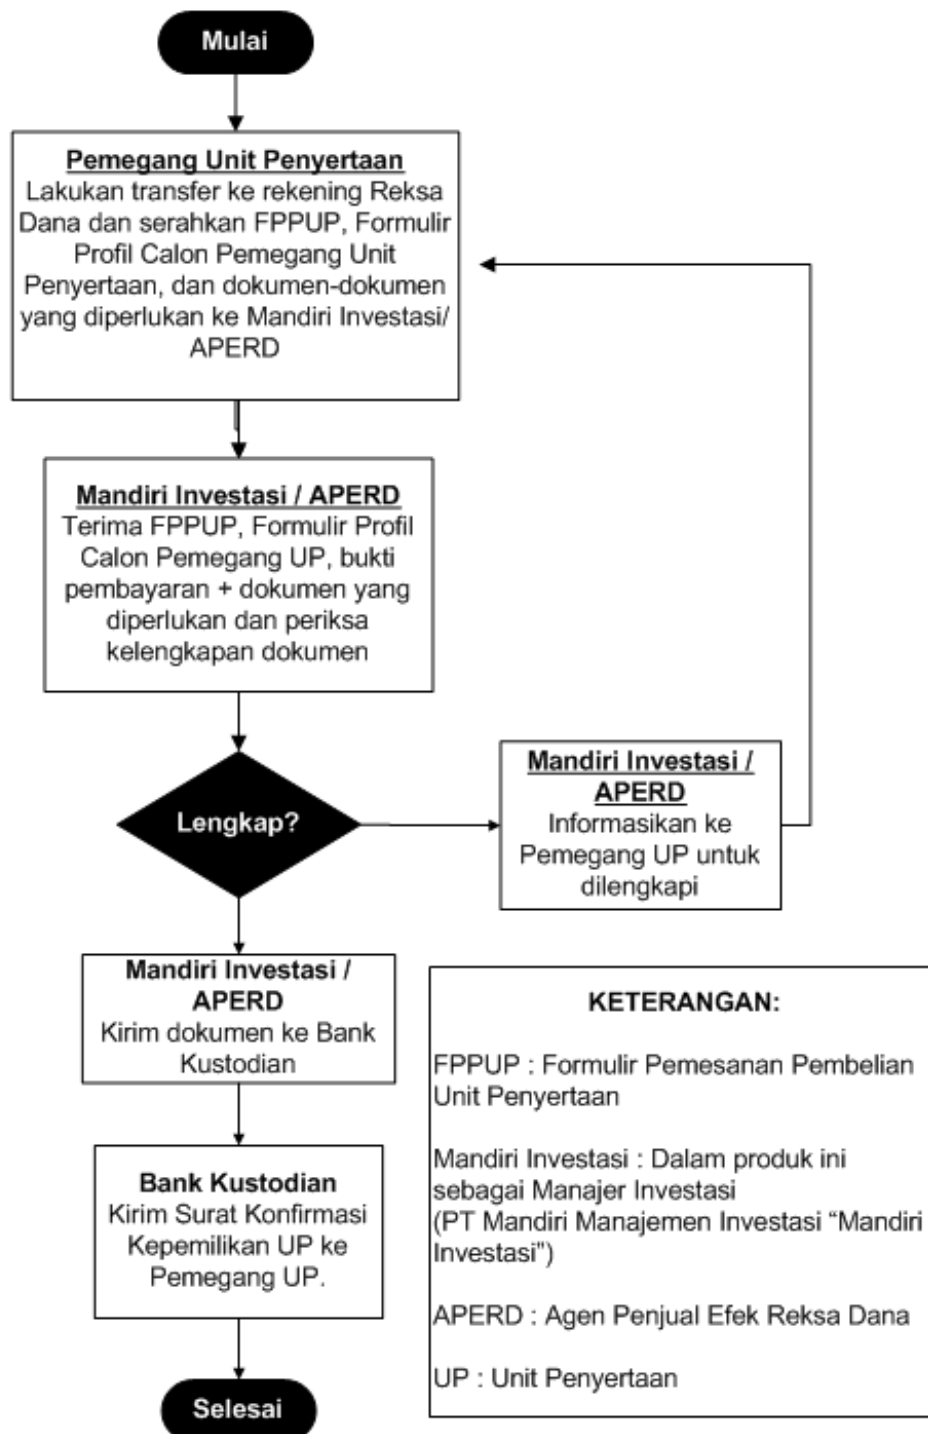 Mulai
Pemegang Unit Penyertaan
Lakukan transfer ke rekening Reksa
Dana dan serahkan FPPUP, Formulir
Profil Calon Pemegang Unit
Penyertaan, dan dokumen-dokumen
yang diperlukan ke Mandiri Investasi/
APERD
Mandiri Investasi / APERD
Terima FPPUP, Formulir Profil
Calon Pemegang UP, bukti
pembayaran + dokumen yang
diperlukan dan periksa
kelengkapan dokumen
Lengkap?
Mandiri Investasi /
APERD
Informasikan ke
Pemegang UP untuk
dilengkapi
Mandiri Investasi /
APERD
Kirim dokumen ke Bank
Kustodian
Bank Kustodian
Kirim Surat Konfirmasi
Kepemilikan UP ke
Pemegang UP.
Selesai
KETERANGAN:
FPPUP : Formulir Pemesanan Pembelian
Unit Penyertaan
Mandiri Investasi : Dalam produk ini
sebagai Manajer Investasi
(PT Mandiri Manajemen Investasi “Mandiri
Investasi”)
APERD : Agen Penjual Efek Reksa Dana
UP : Unit Penyertaan